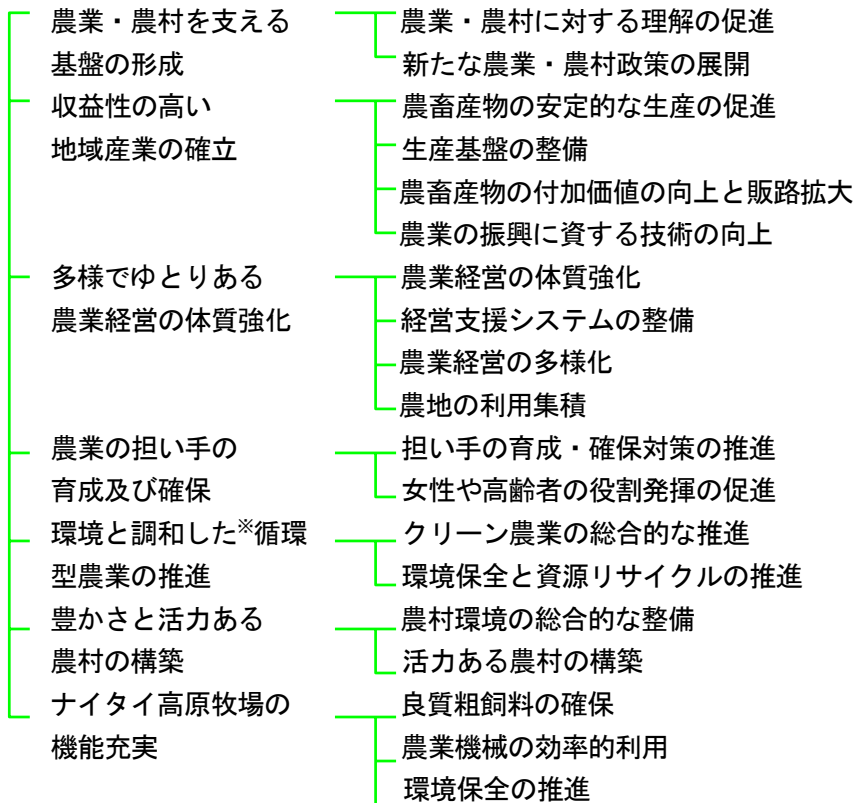 農業・農村を支える 農業・農村に対する理解の促進
基盤の形成 新たな農業・農村政策の展開
収益性の高い 農畜産物の安定的な生産の促進
地域産業の確立 生産基盤の整備
農畜産物の付加価値の向上と販路拡大
農業の振興に資する技術の向上
多様でゆとりある 農業経営の体質強化
農業経営の体質強化 経営支援システムの整備
農業経営の多様化
農地の利用集積
農業の担い手の 担い手の育成・確保対策の推進
育成及び確保 女性や高齢者の役割発揮の促進
環境と調和した※循環 クリーン農業の総合的な推進
型農業の推進 環境保全と資源リサイクルの推進
豊かさと活力ある 農村環境の総合的な整備
農村の構築 活力ある農村の構築
ナイタイ高原牧場の 良質粗飼料の確保
機能充実 農業機械の効率的利用
環境保全の推進